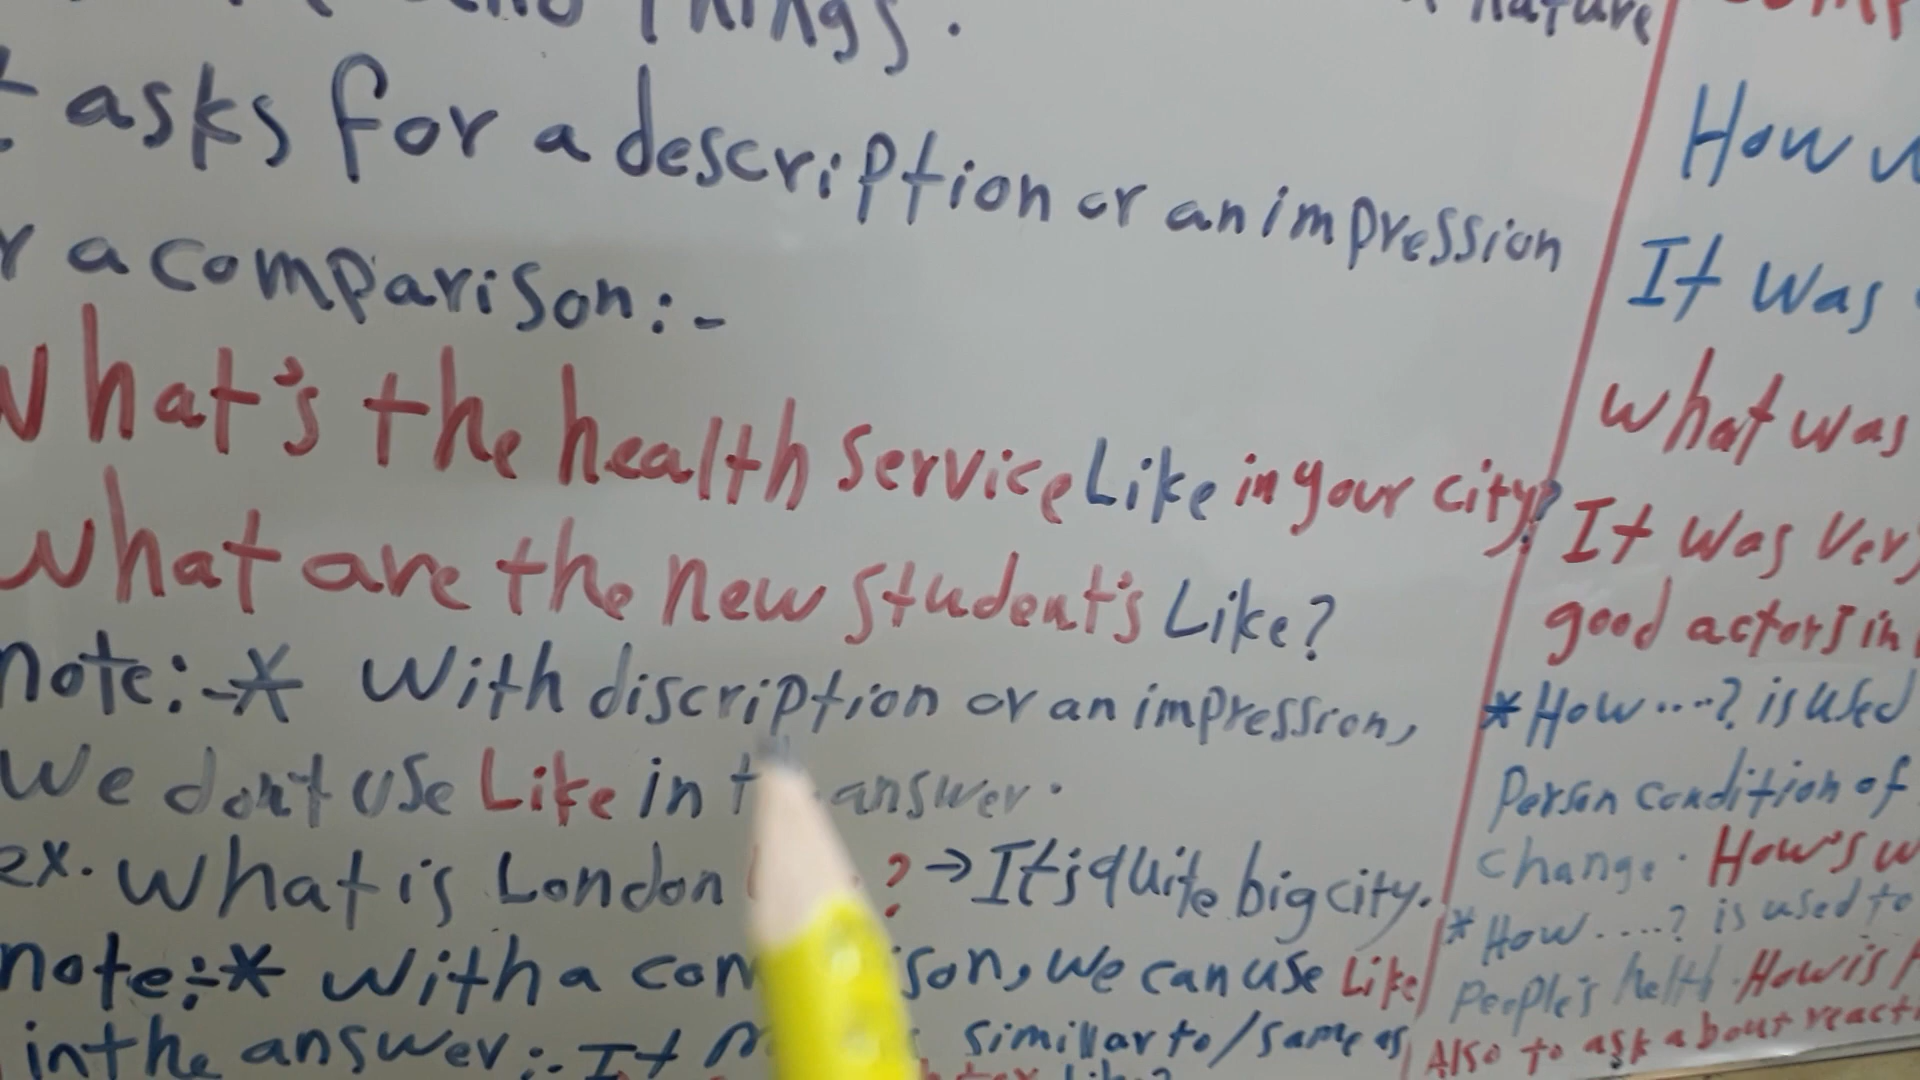 things.
asks for a description or an impression
a comparison:-
What's the health service Like in your city?
What are the new student's Like?
note:-* With discription or an impression,
We don't use Like in answer.
ex. What is London ? → It's quite big city.
note:-* With a con son, we can use Like
in the answer:- It similar to/same as
nature
How
It was
What was
It was very
good actors in
* How ....? is used
Person condition of
change. How's w
* How ....? is used to
People's helth. How is
Also to ask about reacti